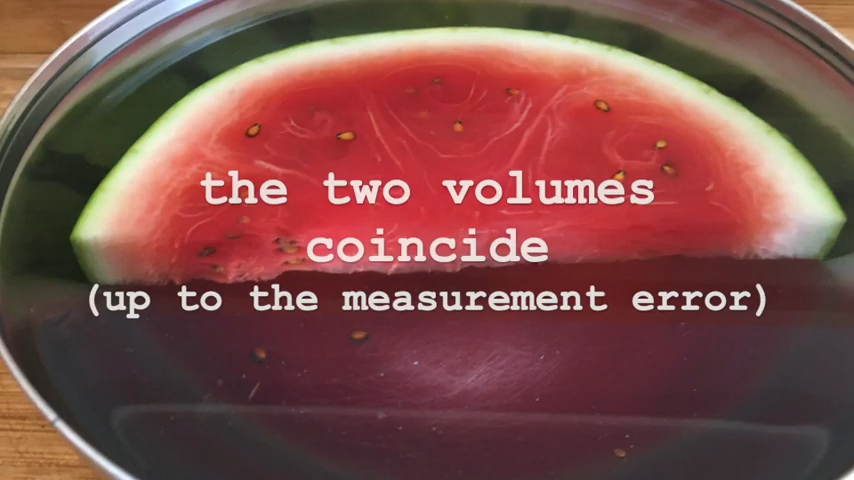 the two volumes
coincide
(up to the measurement error)